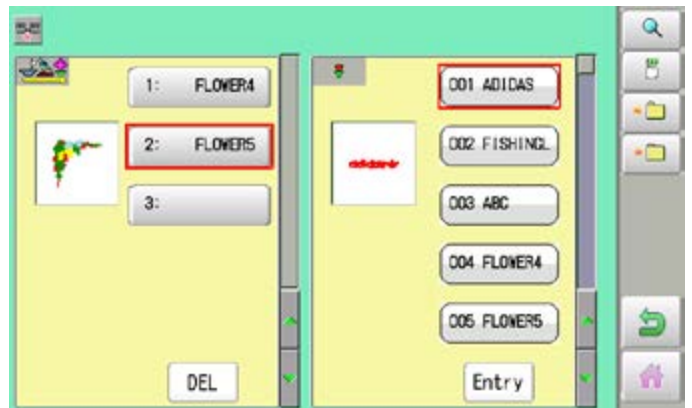 1: FLOWER4
2: FLOWER5
3:
DEL
001 ADIDAS
002 FISHINGL
003 ABC
004 FLOWER4
005 FLOWER5
Entry